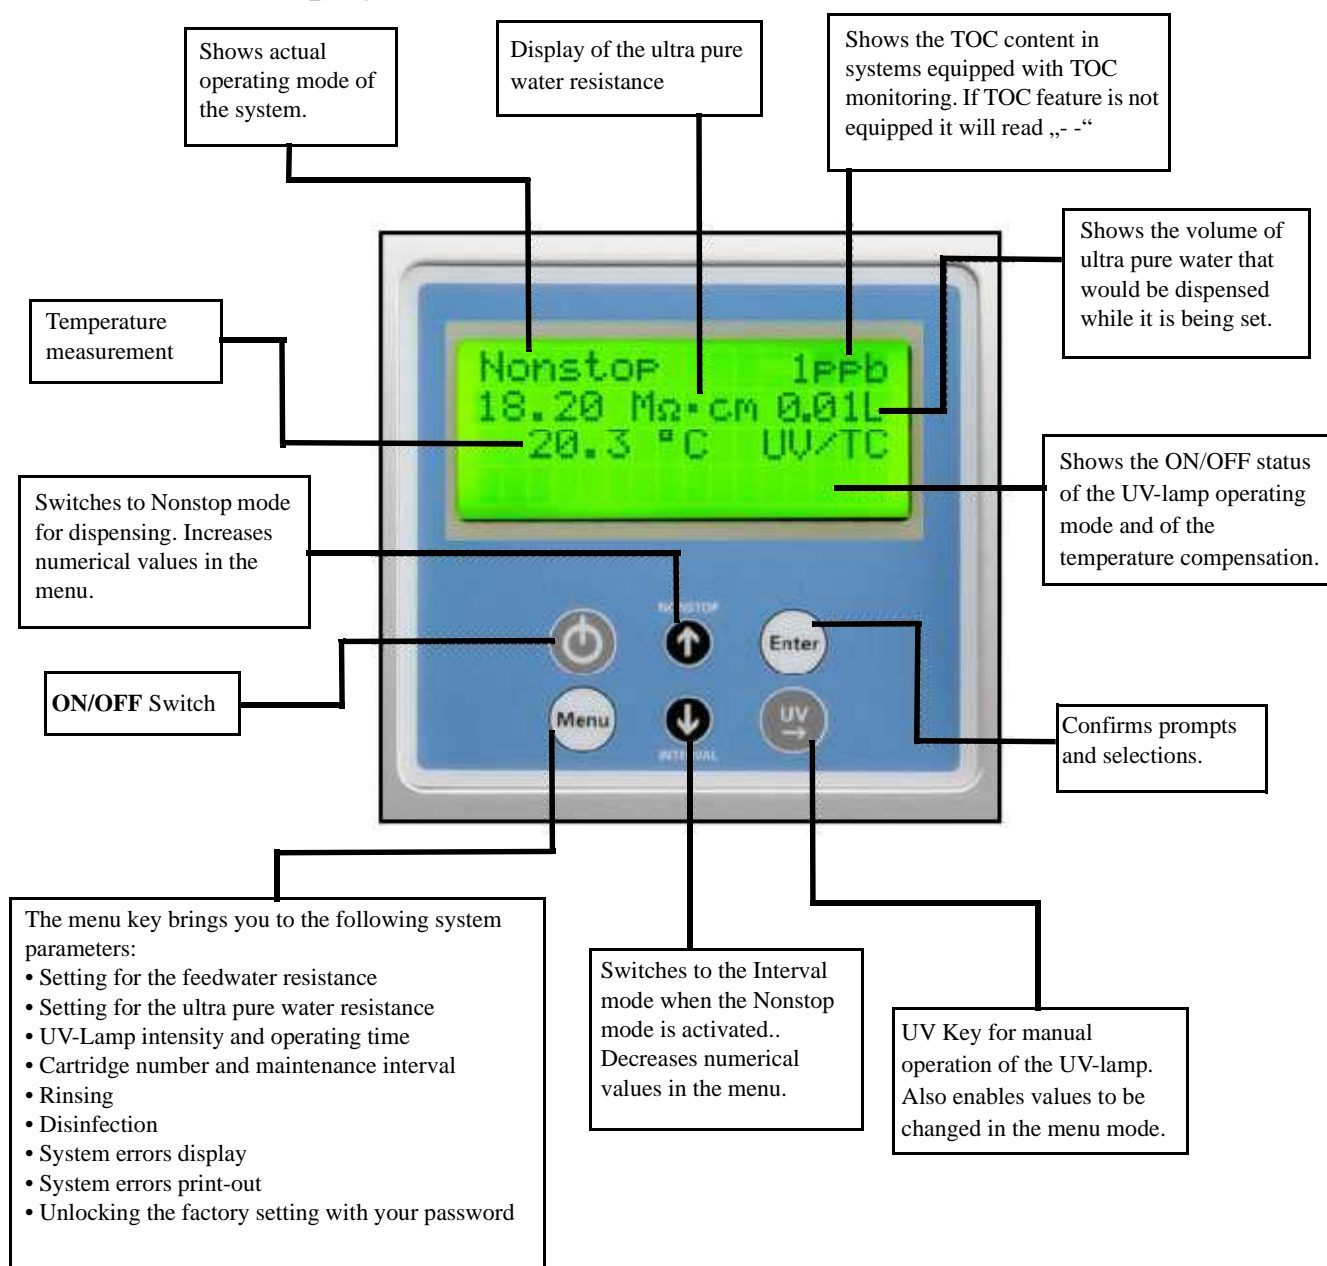 Shows actual
operating mode of
the system.
Display of the ultra pure
water resistance
Shows the TOC content in
systems equipped with TOC
monitoring. If TOC feature is not
equipped it will read „- -“
Shows the volume of
ultra pure water that
would be dispensed
while it is being set.
Temperature
measurement
Nonstop 1ppb
18.20 MΩ·cm 0.01L
20.3 °C UV/TC
Shows the ON/OFF status
of the UV-lamp operating
mode and of the
temperature compensation.
Switches to Nonstop mode
for dispensing. Increases
numerical values in the
menu.
NONSTOP
Enter
ON/OFF Switch
Menu
UV
INTERVAL
Confirms prompts
and selections.
The menu key brings you to the following system
parameters:
• Setting for the feedwater resistance
• Setting for the ultra pure water resistance
• UV-Lamp intensity and operating time
• Cartridge number and maintenance interval
• Rinsing
• Disinfection
• System errors display
• System errors print-out
• Unlocking the factory setting with your password
Switches to the Interval
mode when the Nonstop
mode is activated..
Decreases numerical
values in the menu.
UV Key for manual
operation of the UV-lamp.
Also enables values to be
changed in the menu mode.